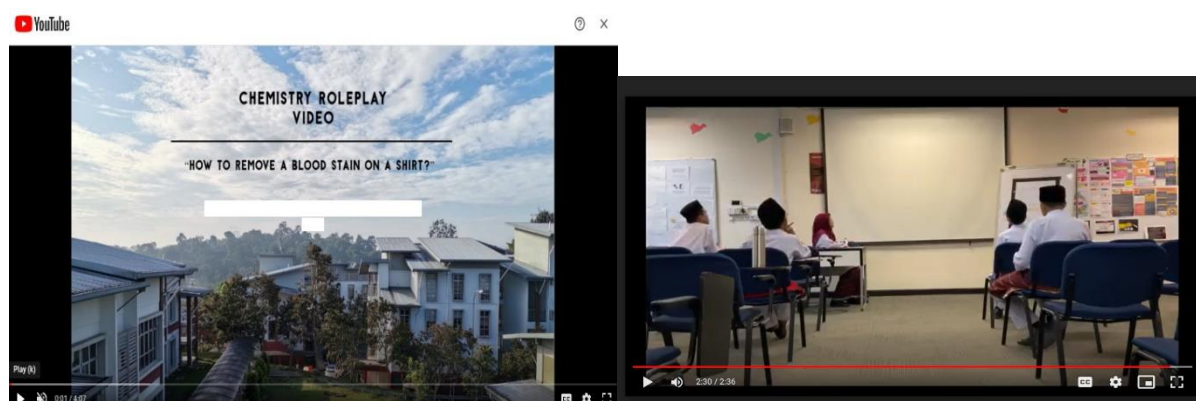 YouTube
CHEMISTRY ROLEPLAY
VIDEO
“HOW TO REMOVE A BLOOD STAIN ON A SHIRT?”
Play (k)
0:01 / 4:07
2:30 / 2:36
CC